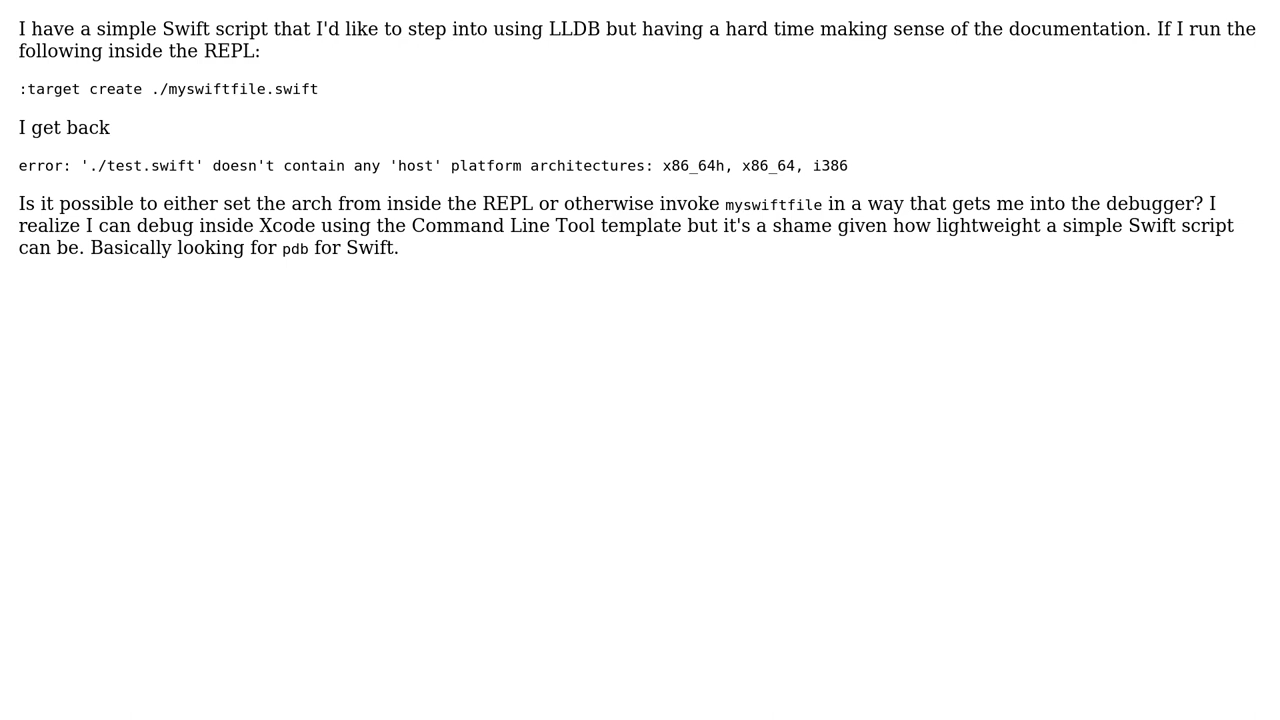 I have a simple Swift script that I'd like to step into using LLDB but having a hard time making sense of the documentation. If I run the
following inside the REPL:
:target create ./myswiftfile.swift
I get back
error: './test.swift' doesn't contain any 'host' platform architectures: x86_64h, x86_64, i386
Is it possible to either set the arch from inside the REPL or otherwise invoke myswiftfile in a way that gets me into the debugger? I
realize I can debug inside Xcode using the Command Line Tool template but it's a shame given how lightweight a simple Swift script
can be. Basically looking for pdb for Swift.